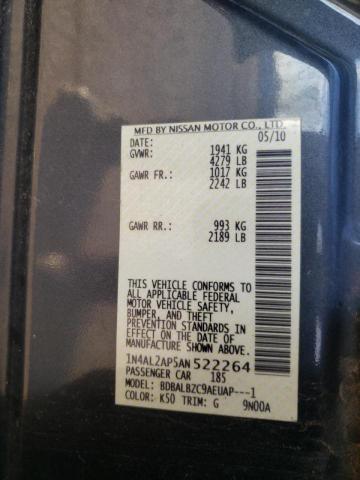 MFD BY NISSAN MOTOR CO., LTD.
DATE: 05/10
GVWR: 1941 KG
4279 LB
GAWR FR.: 1017 KG
2242 LB
GAWR RR.: 993 KG
2189 LB
THIS VEHICLE CONFORMS TO
ALL APPLICABLE FEDERAL
MOTOR VEHICLE SAFETY,
BUMPER, AND THEFT
PREVENTION STANDARDS IN
EFFECT ON THE DATE OF
MANUFACTURE SHOWN ABOVE.
1N4AL2AP5AN522264
PASSENGER CAR 185
MODEL: BDBALBZC9AEUAP---1
COLOR: K50 TRIM: G 9N00A